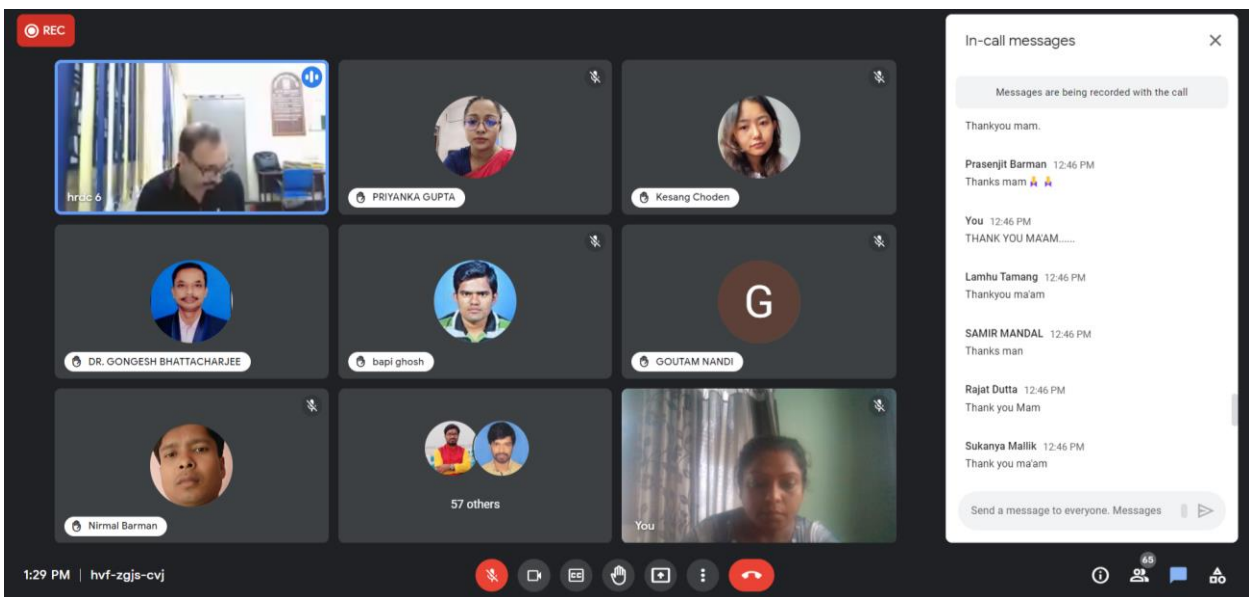 REC
hrdc 6
PRIYANKA GUPTA
Kesang Choden
DR. GONGESH BHATTACHARJEE
bapi ghosh
G
GOUTAM NANDI
Nirmal Barman
57 others
You
In-call messages
Messages are being recorded with the call
Thankyou mam.
Prasenjit Barman 12:46 PM
Thanks mam
You 12:46 PM
THANK YOU MA'AM......
Lamhu Tamang 12:46 PM
Thankyou ma'am
SAMIR MANDAL 12:46 PM
Thanks man
Rajat Dutta 12:46 PM
Thank you Mam
Sukanya Mallik 12:46 PM
Thank you ma'am
Send a message to everyone. Messages
1:29 PM | hvf-zgjs-cvj
CC
65